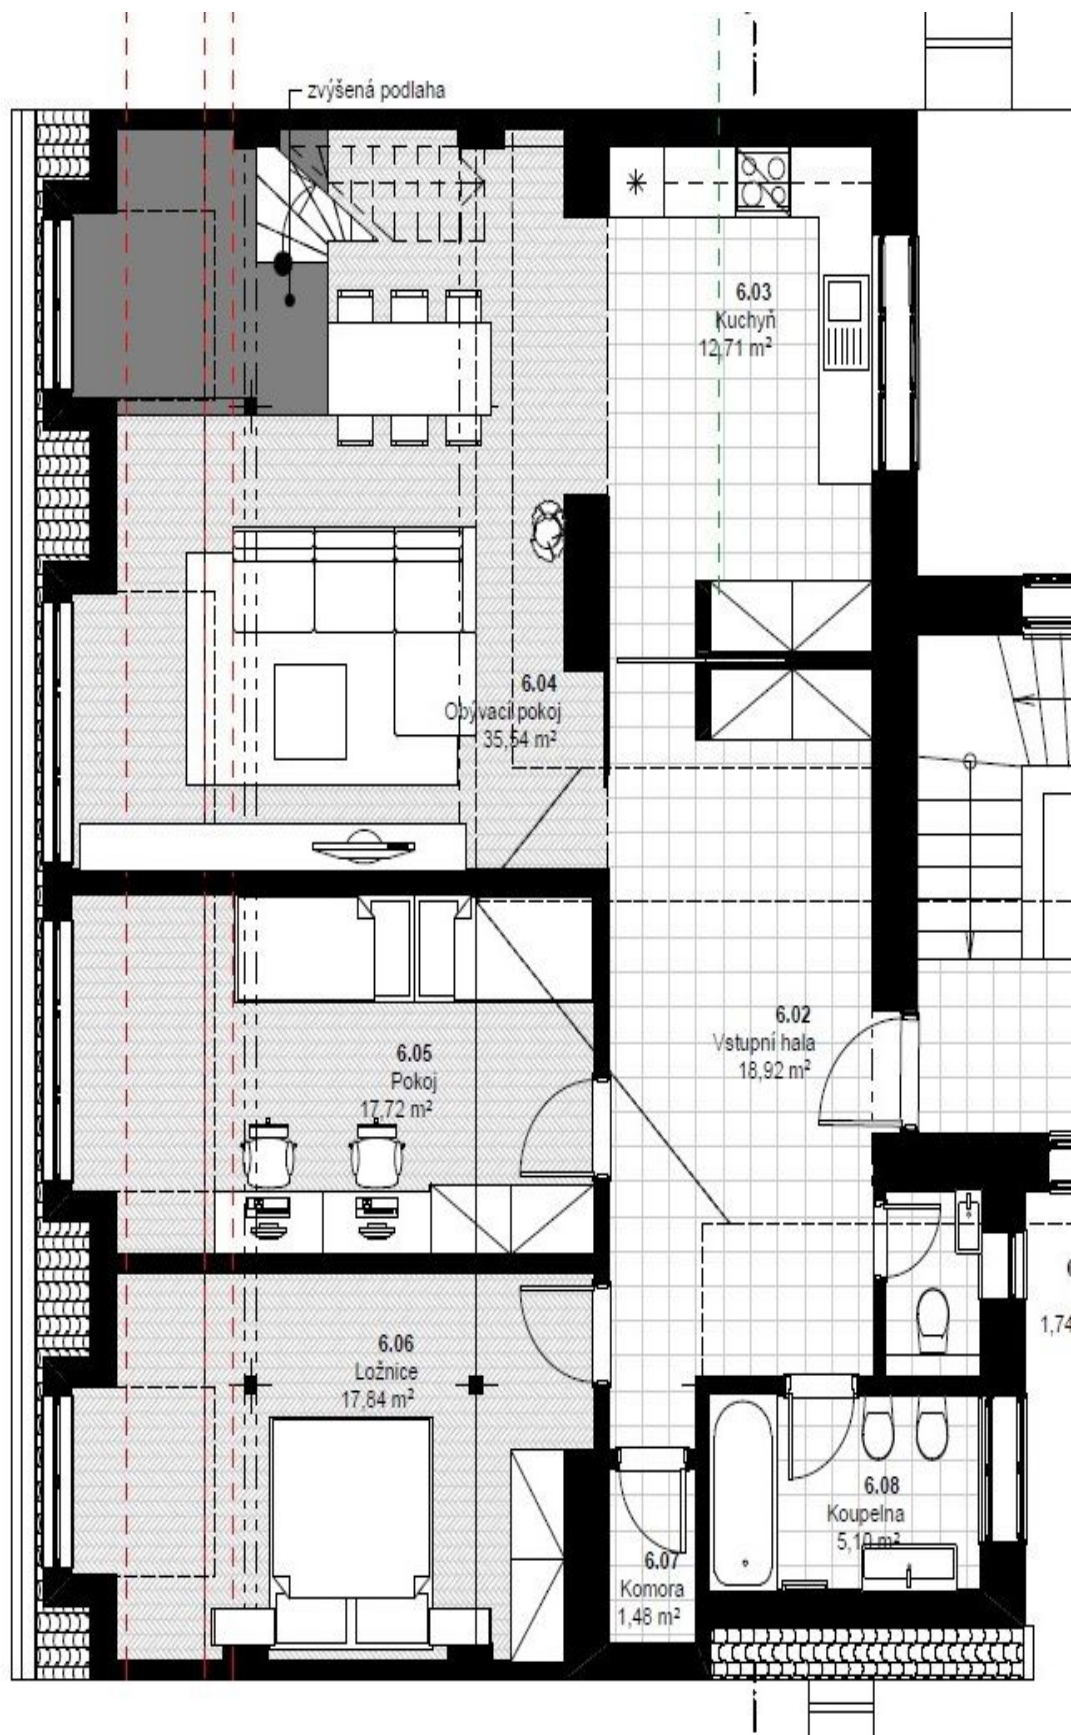 zvýšená podlaha
6.03
Kuchyň
12,71 m²
6.04
Obývací pokoj
35,54 m²
6.02
Vstupní hala
18,92 m²
6.05
Pokoj
17,72 m²
6.06
Ložnice
17,84 m²
1,74
6.08
Koupelna
5,10 m²
6.07
Komora
1,48 m²